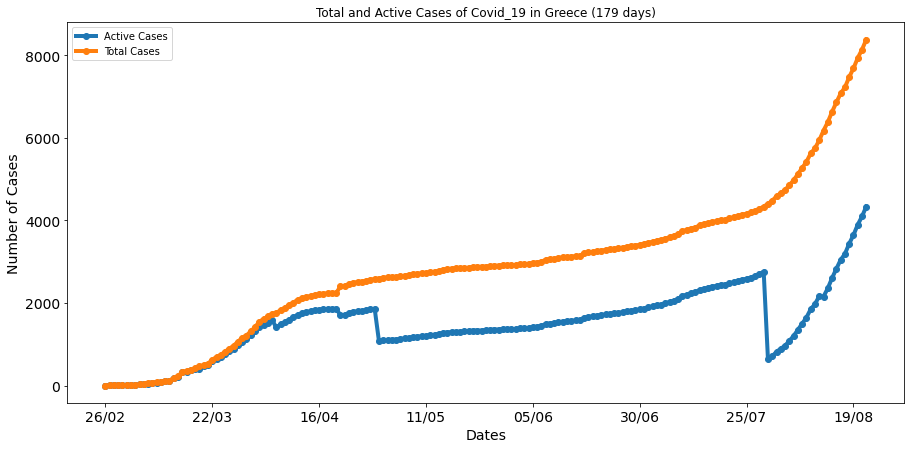 Total and Active Cases of Covid_19 in Greece (179 days)
Active Cases
Total Cases
Number of Cases
8000
6000
4000
2000
0
26/02 22/03 16/04 11/05 05/06 30/06 25/07 19/08
Dates